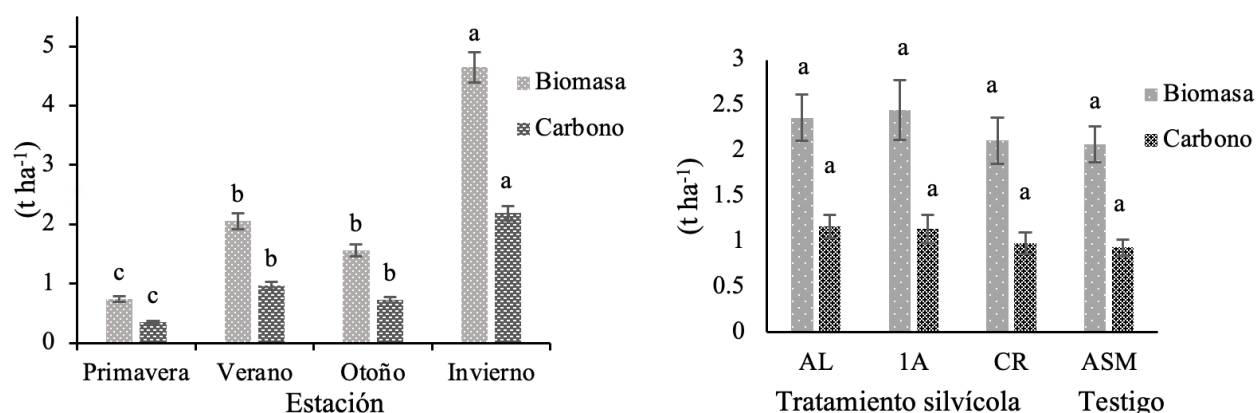 5
4
3
2
1
0
(t ha-1)
a
a
b
b
b
b
c
c
Biomasa
Carbono
Primavera Verano Otoño Invierno
Estación
3
2.5
2
1.5
1
0.5
0
(t ha-1)
a a a a
a a a a
Biomasa
Carbono
AL 1A CR ASM
Tratamiento silvícola Testigo